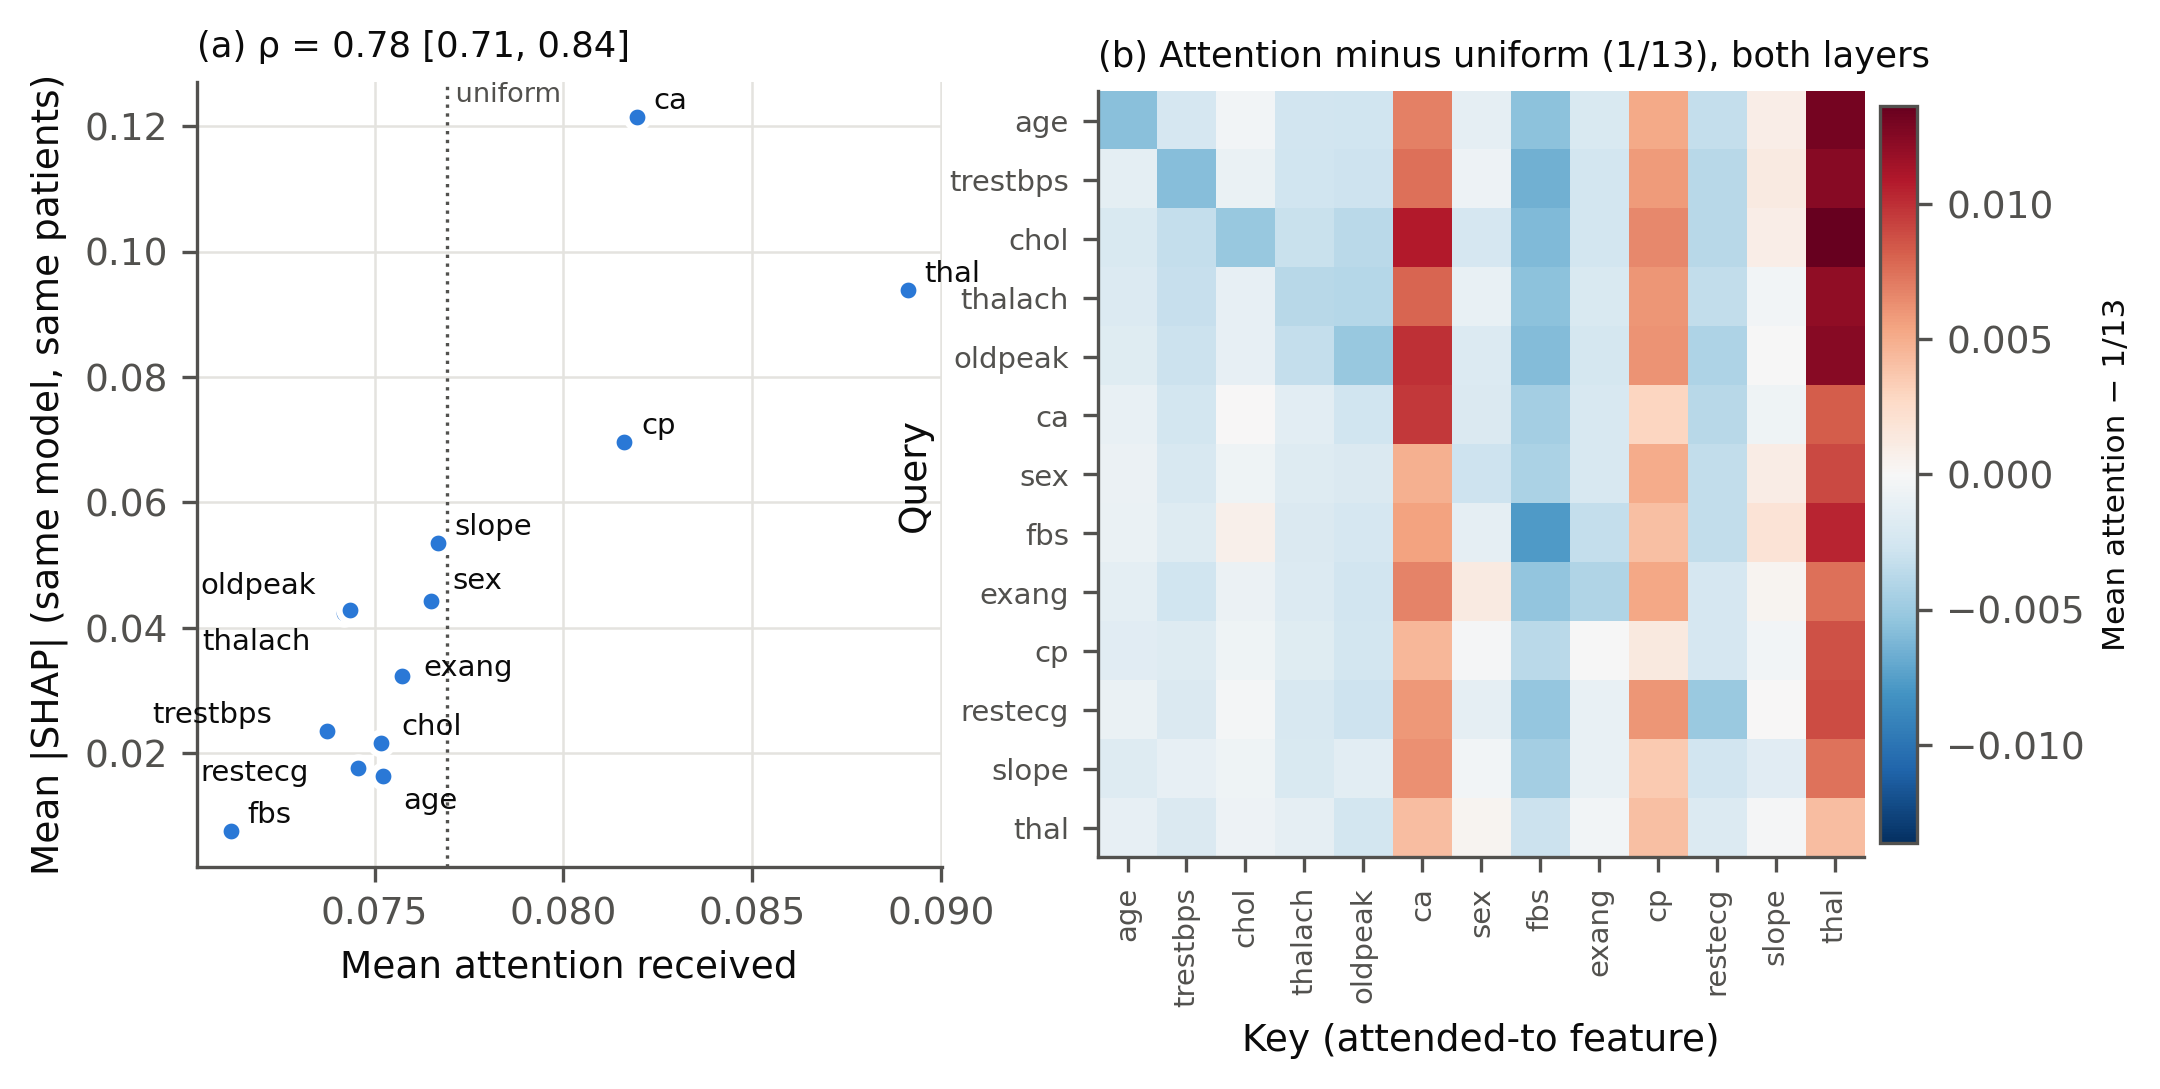 (a) ρ = 0.78 [0.71, 0.84]
uniform
ca
thal
cp
slope
sex
oldpeak
thalach
exang
trestbps
chol
restecg
age
fbs
0.12
0.10
0.08
0.06
0.04
0.02
Mean |SHAP| (same model, same patients)
0.075
0.080
0.085
0.090
Mean attention received
(b) Attention minus uniform (1/13), both layers
Query
age
trestbps
chol
thalach
oldpeak
ca
sex
fbs
exang
cp
restecg
slope
thal
age
trestbps
chol
thalach
oldpeak
ca
sex
fbs
exang
cp
restecg
slope
thal
Key (attended-to feature)
0.010
0.005
0.000
−0.005
−0.010
Mean attention − 1/13